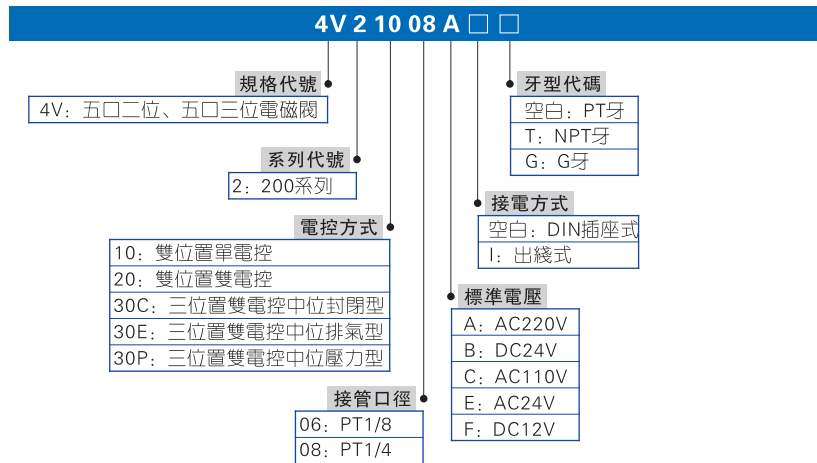 4V 2 10 08 A □ □
規格代號
4V：五口二位、五口三位電磁閥
系列代號
2：200系列
電控方式
10：雙位置單電控
20：雙位置雙電控
30C：三位置雙電控中位封閉型
30E：三位置雙電控中位排氣型
30P：三位置雙電控中位壓力型
接管口徑
06：PT1/8
08：PT1/4
牙型代碼
空白：PT牙
T：NPT牙
G：G牙
接電方式
空白：DIN插座式
I：出綫式
標準電壓
A：AC220V
B：DC24V
C：AC110V
E：AC24V
F：DC12V